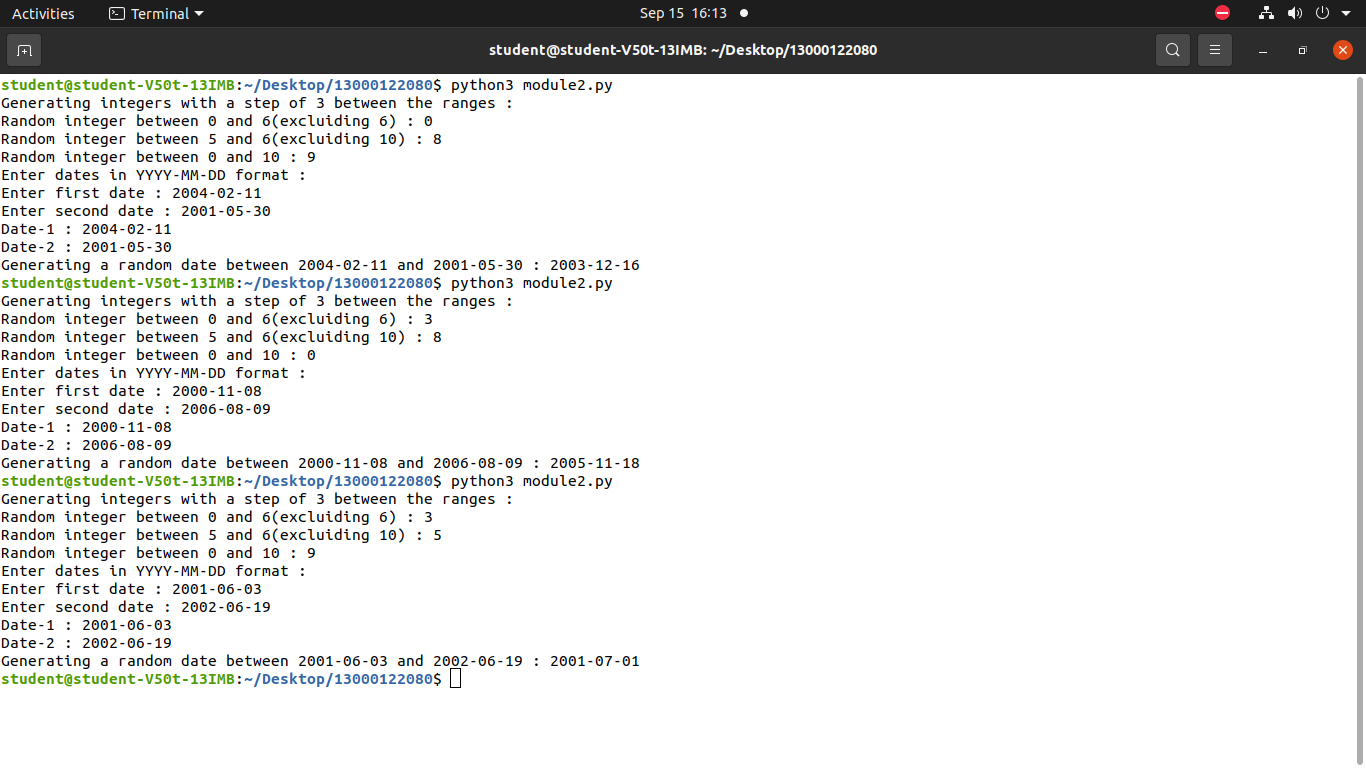 Activities Terminal Sep 15 16:13
student@student-V50t-13IMB: ~/Desktop/13000122080
student@student-V50t-13IMB:~/Desktop/13000122080$ python3 module2.py
Generating integers with a step of 3 between the ranges :
Random integer between 0 and 6(excluiding 6) : 0
Random integer between 5 and 6(excluiding 10) : 8
Random integer between 0 and 10 : 9
Enter dates in YYYY-MM-DD format :
Enter first date : 2004-02-11
Enter second date : 2001-05-30
Date-1 : 2004-02-11
Date-2 : 2001-05-30
Generating a random date between 2004-02-11 and 2001-05-30 : 2003-12-16
student@student-V50t-13IMB:~/Desktop/13000122080$ python3 module2.py
Generating integers with a step of 3 between the ranges :
Random integer between 0 and 6(excluiding 6) : 3
Random integer between 5 and 6(excluiding 10) : 8
Random integer between 0 and 10 : 0
Enter dates in YYYY-MM-DD format :
Enter first date : 2000-11-08
Enter second date : 2006-08-09
Date-1 : 2000-11-08
Date-2 : 2006-08-09
Generating a random date between 2000-11-08 and 2006-08-09 : 2005-11-18
student@student-V50t-13IMB:~/Desktop/13000122080$ python3 module2.py
Generating integers with a step of 3 between the ranges :
Random integer between 0 and 6(excluiding 6) : 3
Random integer between 5 and 6(excluiding 10) : 5
Random integer between 0 and 10 : 9
Enter dates in YYYY-MM-DD format :
Enter first date : 2001-06-03
Enter second date : 2002-06-19
Date-1 : 2001-06-03
Date-2 : 2002-06-19
Generating a random date between 2001-06-03 and 2002-06-19 : 2001-07-01
student@student-V50t-13IMB:~/Desktop/13000122080$